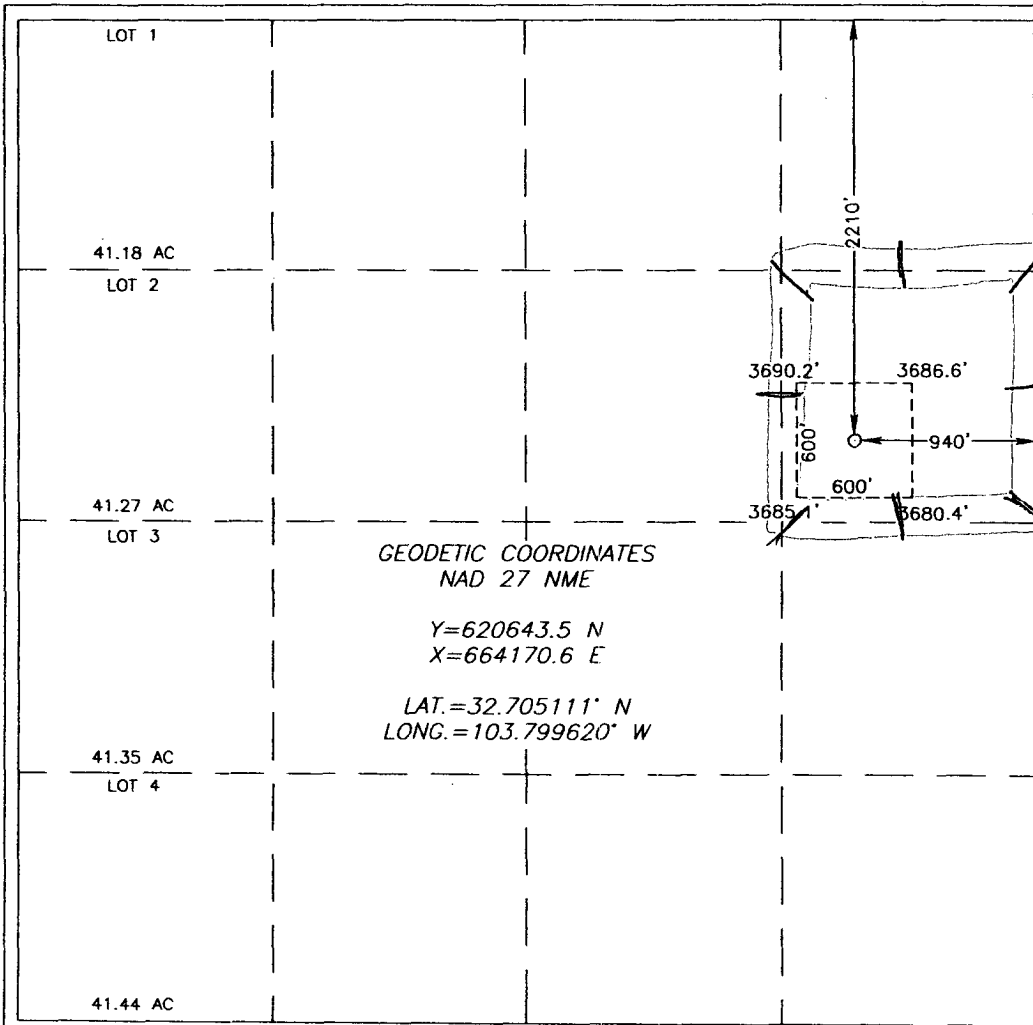 LOT 1
2210'
41.18 AC
LOT 2
3690.2' 3686.6'
600'
940'
600'
41.27 AC
3680.4'
LOT 3
GEODETIC COORDINATES
NAD 27 NME
Y=620643.5 N
X=664170.6 E
LAT.=32.705111° N
LONG.=103.799620° W
41.35 AC
LOT 4
41.44 AC